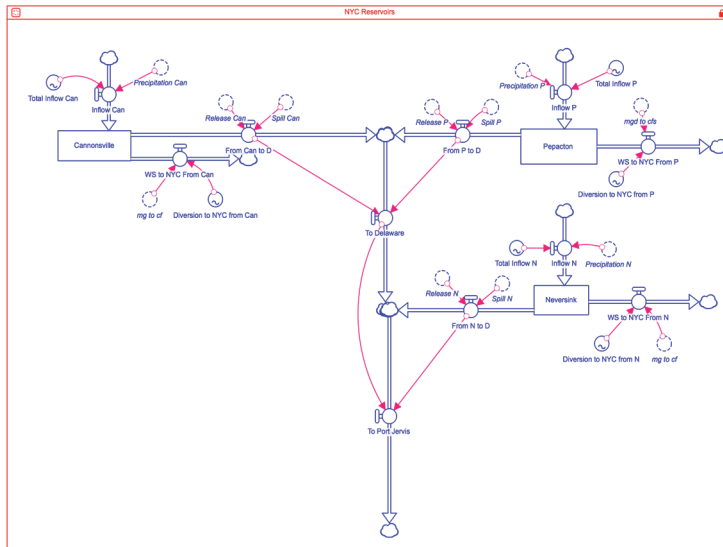 NYC Reservoirs
Total Inflow Can
Precipitation Can
Inflow Can
Release Can
Spill Can
Cannonsville
From Can to D
WS to NYC From Can
mg to cf
Diversion to NYC from Can
Release P
Spill P
From P to D
Precipitation P
Total Inflow P
Inflow P
Pepacton
mgd to cfs
WS to NYC From P
Diversion to NYC from P
To Delaware
Total Inflow N
Inflow N
Precipitation N
Release N
Spill N
From N to D
Neversink
WS to NYC From N
Diversion to NYC from N
mg to cf
To Port Jervis